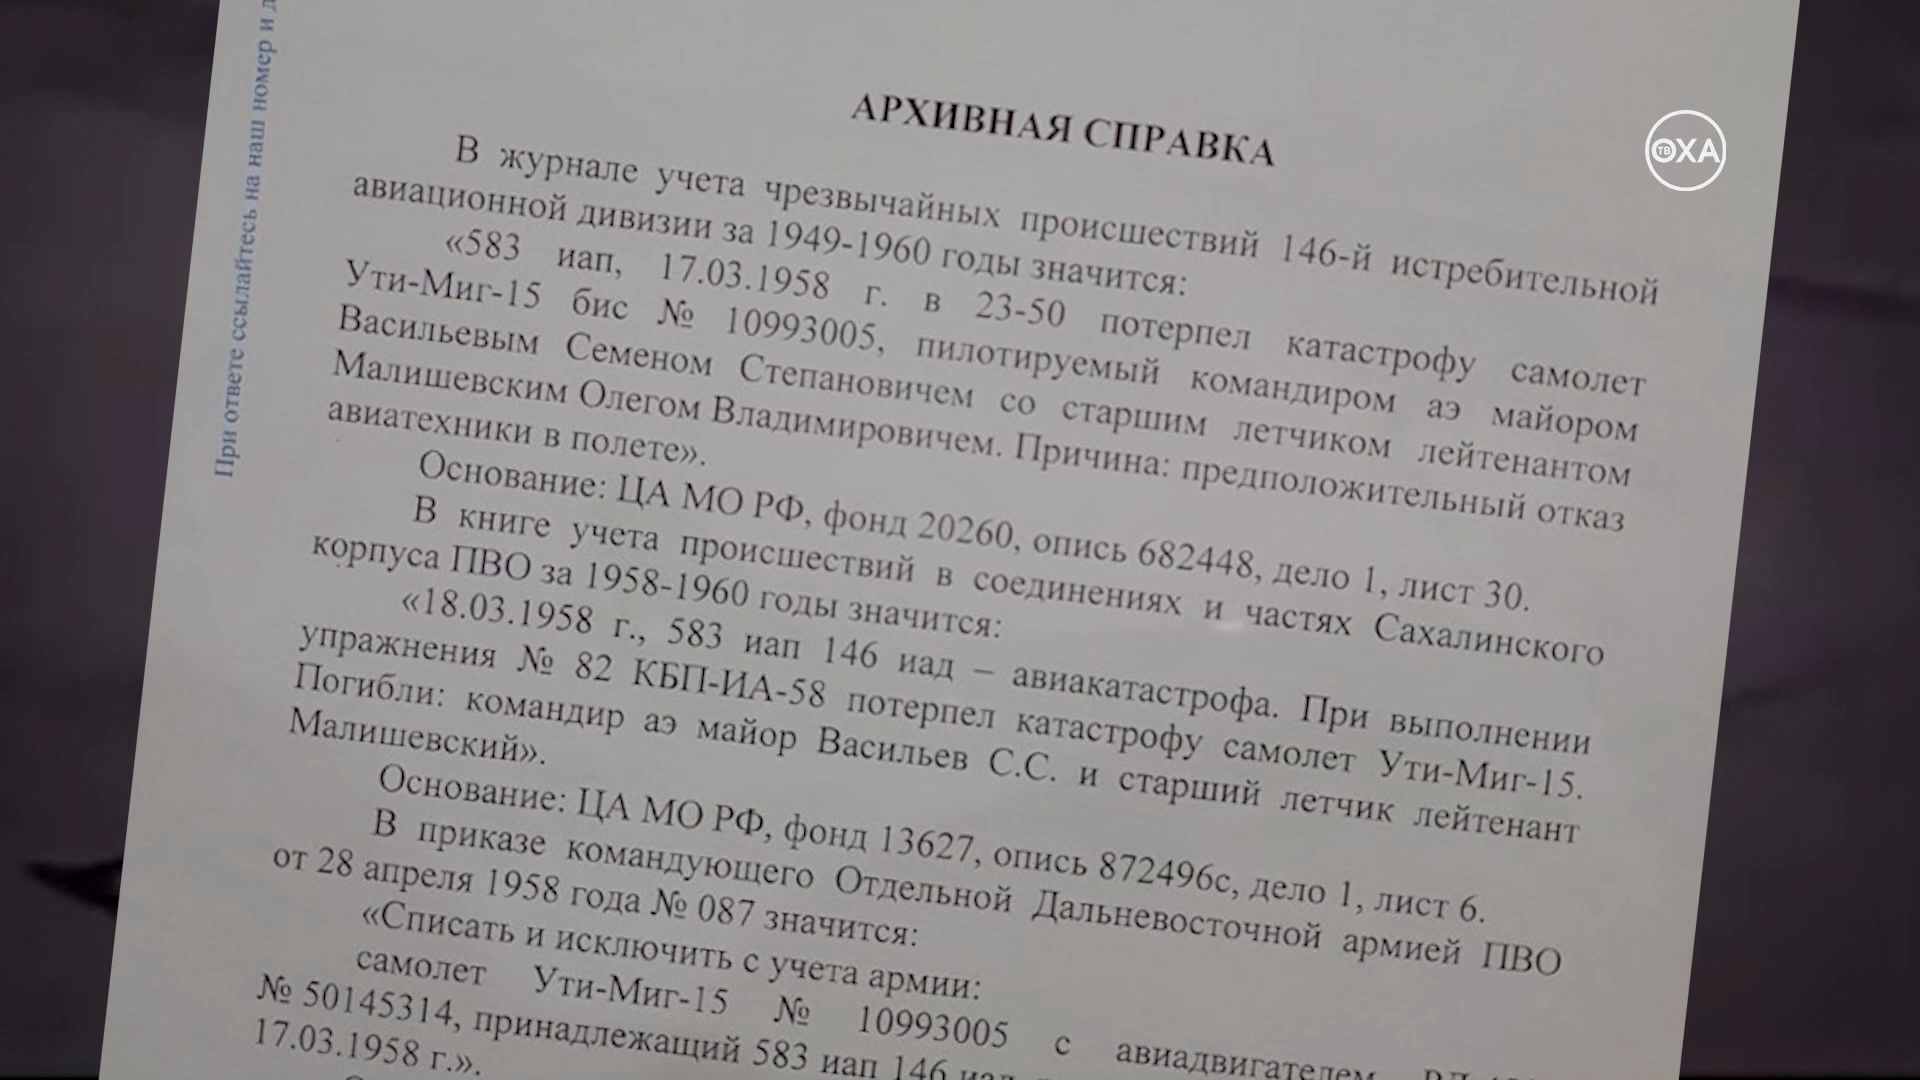 При ответе ссылайтесь на наш номер и
АРХИВНАЯ СПРАВКА
ТВ ОХА
В журнале учета чрезвычайных происшествий 146-й истребительной
авиационной дивизии за 1949-1960 годы значится:
«583 иап, 17.03.1958 г. в 23-50 потерпел катастрофу самолет
Ути-Миг-15 бис № 10993005, пилотируемый командиром аэ майором
Васильевым Семеном Степановичем со старшим летчиком лейтенантом
Малишевским Олегом Владимировичем. Причина: предположительный отказ
авиатехники в полете».
Основание: ЦА МО РФ, фонд 20260, опись 682448, дело 1, лист 30.
В книге учета происшествий в соединениях и частях Сахалинского
корпуса ПВО за 1958-1960 годы значится:
«18.03.1958 г., 583 иап 146 иад – авиакатастрофа. При выполнении
упражнения № 82 КБП-ИА-58 потерпел катастрофу самолет Ути-Миг-15.
Погибли: командир аэ майор Васильев С.С. и старший летчик лейтенант
Малишевский».
Основание: ЦА МО РФ, фонд 13627, опись 872496с, дело 1, лист 6.
В приказе командующего Отдельной Дальневосточной армией ПВО
от 28 апреля 1958 года № 087 значится:
«Списать и исключить с учета армии:
самолет Ути-Миг-15 № 10993005 с авиадвигателем
№ 50145314, принадлежащий 583 иап 146 иад
17.03.1958 г.».